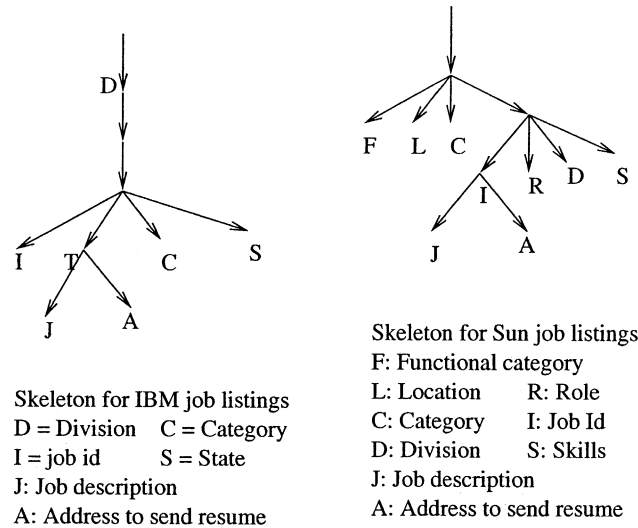 D
I T C S
J A
Skeleton for IBM job listings
D = Division C = Category
I = job id S = State
J: Job description
A: Address to send resume
F L C
I R D S
J A
Skeleton for Sun job listings
F: Functional category
L: Location R: Role
C: Category I: Job Id
D: Division S: Skills
J: Job description
A: Address to send resume